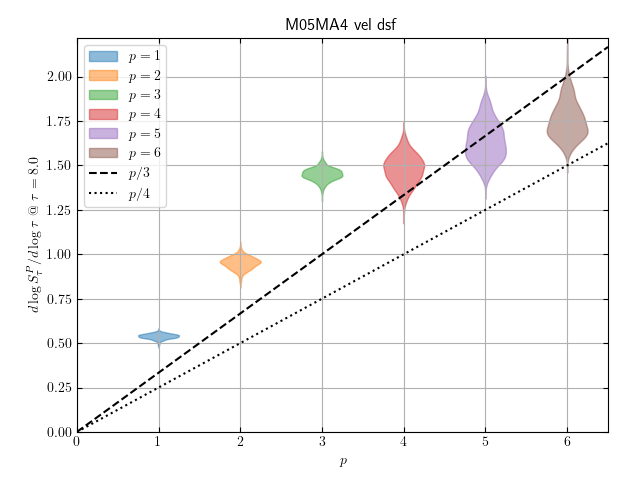 M05MA4 vel dsf
p = 1
p = 2
p = 3
p = 4
p = 5
p = 6
p/3
p/4
d log S_τ^P / d log τ @ τ = 8.0
2.00
1.75
1.50
1.25
1.00
0.75
0.50
0.25
0.00
0 1 2 3 4 5 6
p